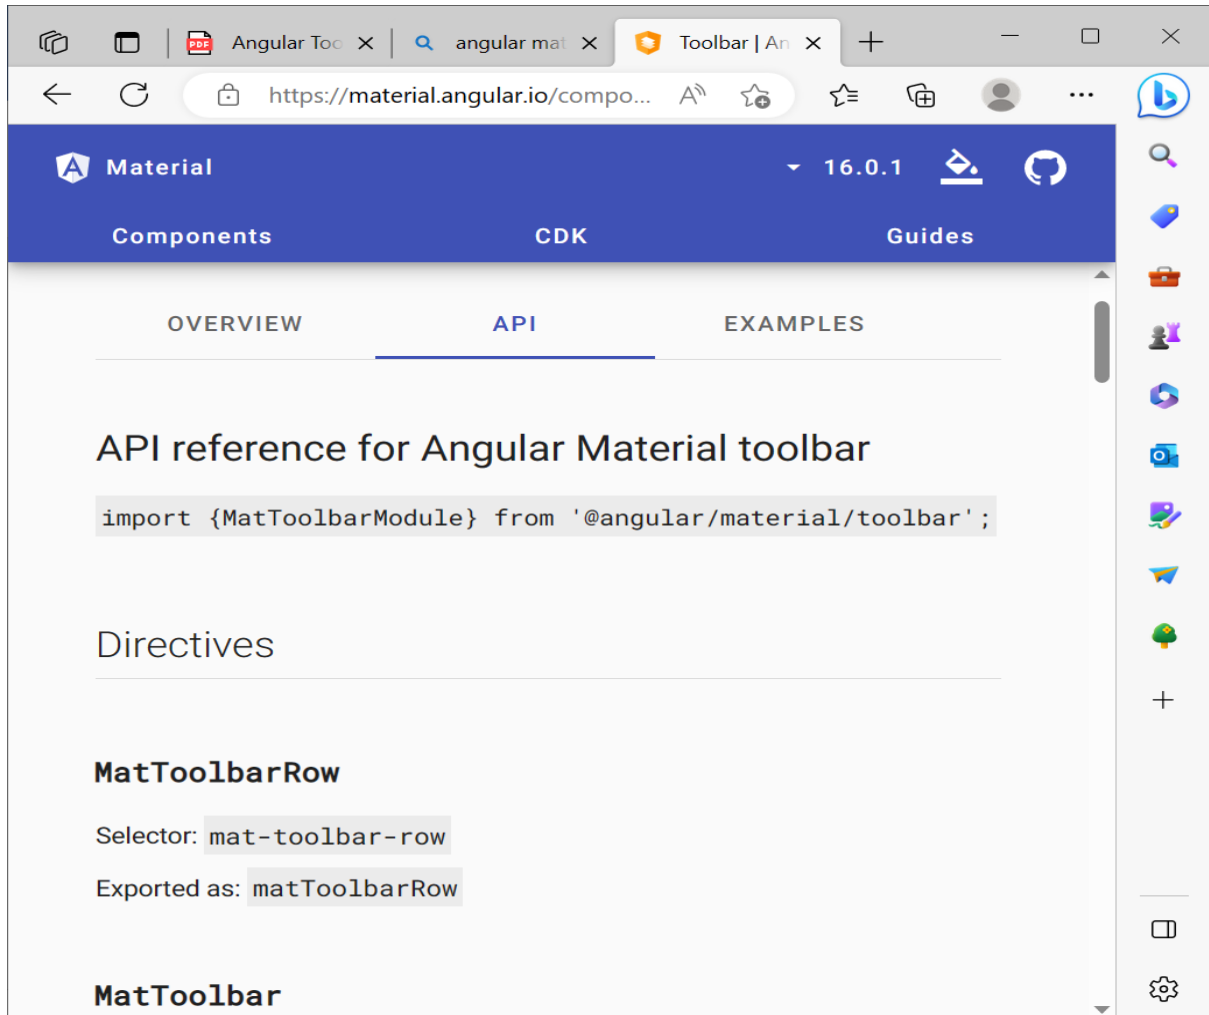 PDF Angular Too
angular mat
Toolbar | An
https://material.angular.io/compo...
Material
16.0.1
Components
CDK
Guides
OVERVIEW
API
EXAMPLES
API reference for Angular Material toolbar
import {MatToolbarModule} from '@angular/material/toolbar';
Directives
MatToolbarRow
Selector: mat-toolbar-row
Exported as: matToolbarRow
MatToolbar